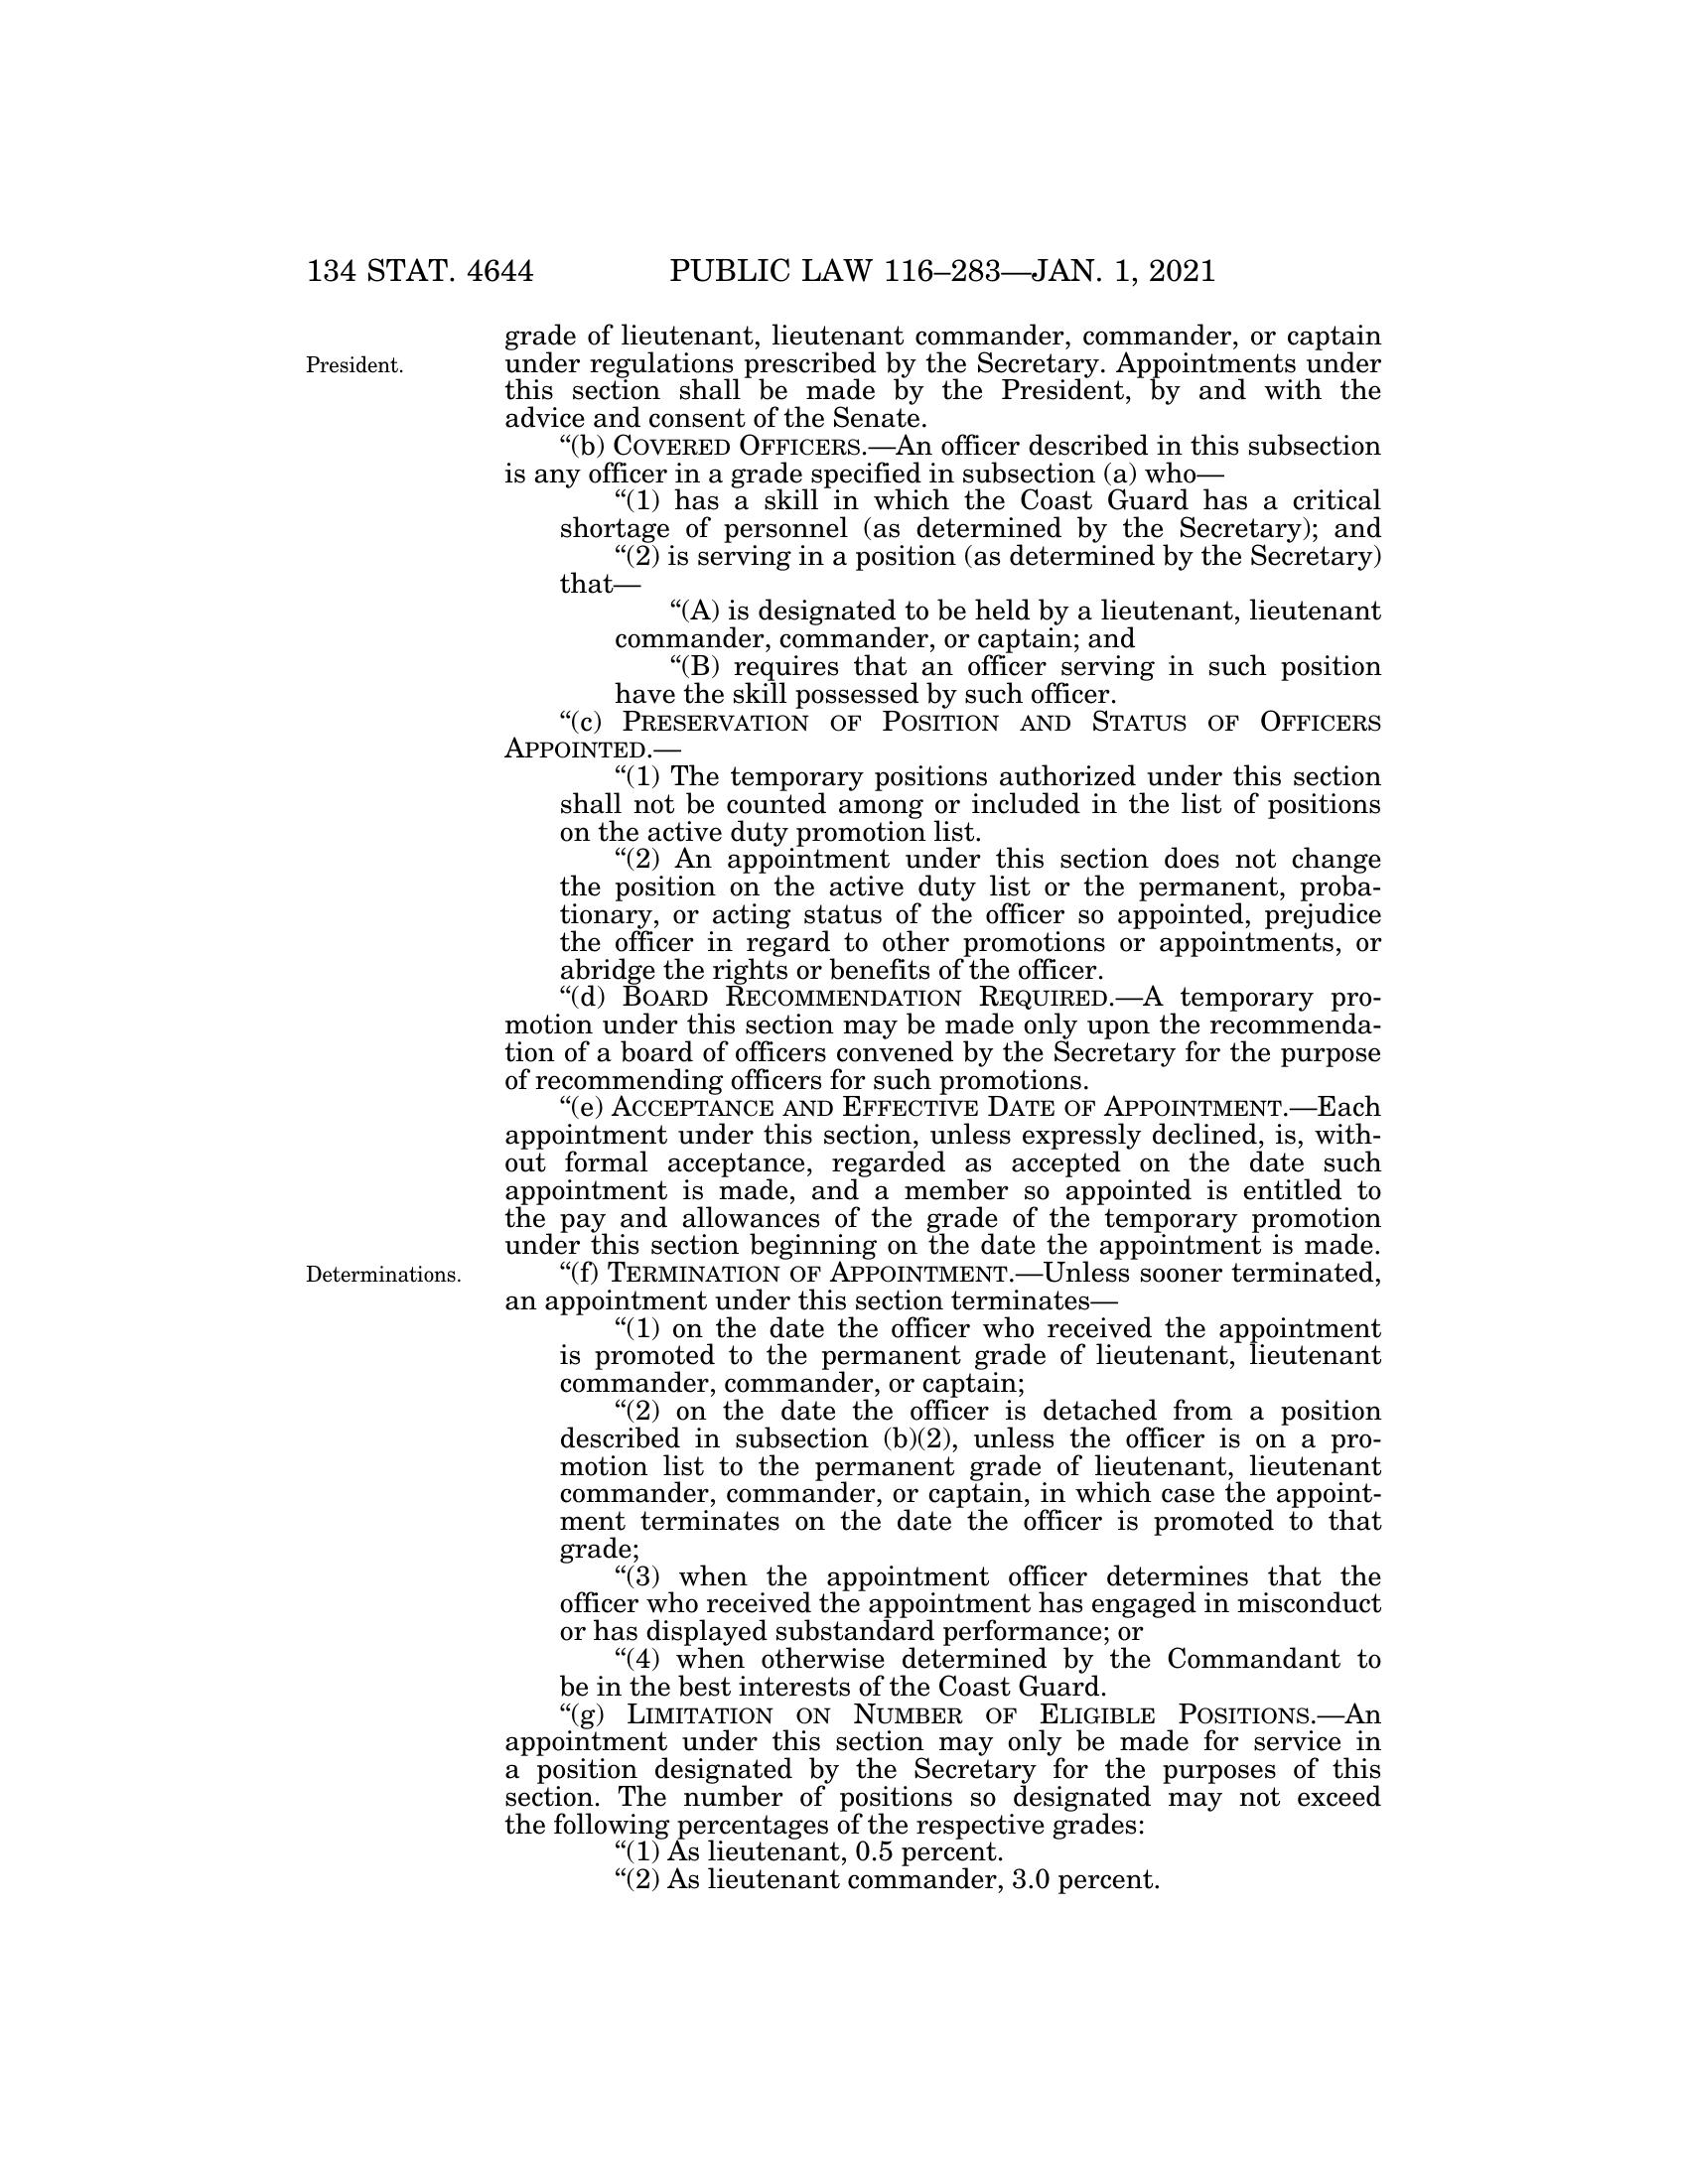 134 STAT. 4644 PUBLIC LAW 116–283—JAN. 1, 2021
grade of lieutenant, lieutenant commander, commander, or captain
President.
under regulations prescribed by the Secretary. Appointments under
this section shall be made by the President, by and with the
advice and consent of the Senate.
“(b) COVERED OFFICERS.—An officer described in this subsection
is any officer in a grade specified in subsection (a) who—
“(1) has a skill in which the Coast Guard has a critical
shortage of personnel (as determined by the Secretary); and
“(2) is serving in a position (as determined by the Secretary)
that—
“(A) is designated to be held by a lieutenant, lieutenant
commander, commander, or captain; and
“(B) requires that an officer serving in such position
have the skill possessed by such officer.
“(c) PRESERVATION OF POSITION AND STATUS OF OFFICERS
APPOINTED.—
“(1) The temporary positions authorized under this section
shall not be counted among or included in the list of positions
on the active duty promotion list.
“(2) An appointment under this section does not change
the position on the active duty list or the permanent, proba-
tionary, or acting status of the officer so appointed, prejudice
the officer in regard to other promotions or appointments, or
abridge the rights or benefits of the officer.
“(d) BOARD RECOMMENDATION REQUIRED.—A temporary pro-
motion under this section may be made only upon the recommenda-
tion of a board of officers convened by the Secretary for the purpose
of recommending officers for such promotions.
“(e) ACCEPTANCE AND EFFECTIVE DATE OF APPOINTMENT.—Each
appointment under this section, unless expressly declined, is, with-
out formal acceptance, regarded as accepted on the date such
appointment is made, and a member so appointed is entitled to
the pay and allowances of the grade of the temporary promotion
under this section beginning on the date the appointment is made.
Determinations.
“(f) TERMINATION OF APPOINTMENT.—Unless sooner terminated,
an appointment under this section terminates—
“(1) on the date the officer who received the appointment
is promoted to the permanent grade of lieutenant, lieutenant
commander, commander, or captain;
“(2) on the date the officer is detached from a position
described in subsection (b)(2), unless the officer is on a pro-
motion list to the permanent grade of lieutenant, lieutenant
commander, commander, or captain, in which case the appoint-
ment terminates on the date the officer is promoted to that
grade;
“(3) when the appointment officer determines that the
officer who received the appointment has engaged in misconduct
or has displayed substandard performance; or
“(4) when otherwise determined by the Commandant to
be in the best interests of the Coast Guard.
“(g) LIMITATION ON NUMBER OF ELIGIBLE POSITIONS.—An
appointment under this section may only be made for service in
a position designated by the Secretary for the purposes of this
section. The number of positions so designated may not exceed
the following percentages of the respective grades:
“(1) As lieutenant, 0.5 percent.
“(2) As lieutenant commander, 3.0 percent.